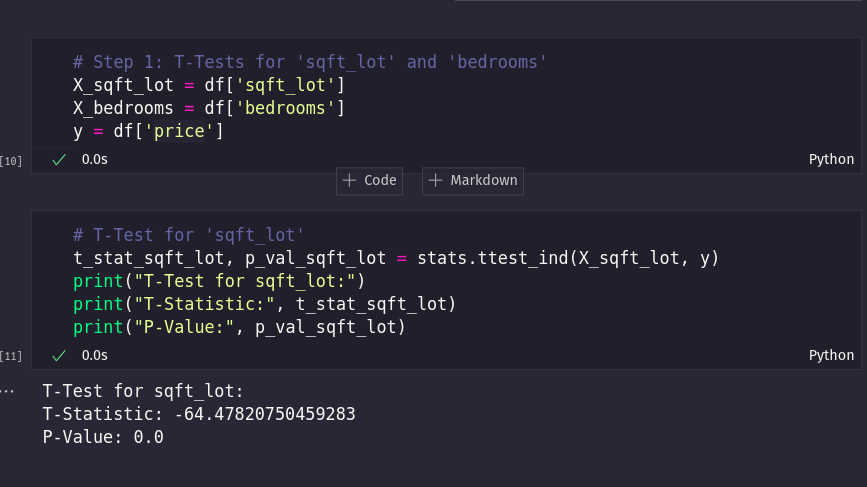 # Step 1: T-Tests for 'sqft_lot' and 'bedrooms'
X_sqft_lot = df['sqft_lot']
X_bedrooms = df['bedrooms']
y = df['price']
[10]
0.0s
Python
+ Code
+ Markdown
# T-Test for 'sqft_lot'
t_stat_sqft_lot, p_val_sqft_lot = stats.ttest_ind(X_sqft_lot, y)
print("T-Test for sqft_lot:")
print("T-Statistic:", t_stat_sqft_lot)
print("P-Value:", p_val_sqft_lot)
[11]
0.0s
Python
...
T-Test for sqft_lot:
T-Statistic: -64.47820750459283
P-Value: 0.0